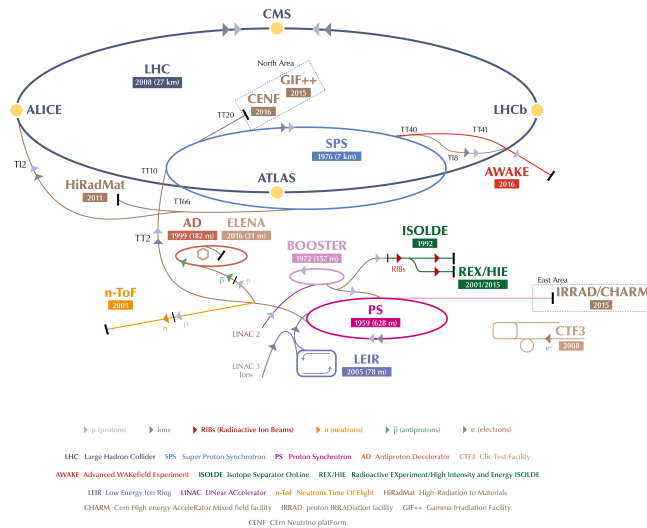 CMS
North Area
LHC
2008 (27 km)
GIF++
2015
CENF
2016
ALICE
LHCb
TT20
TT40
TT41
SPS
1976 (7 km)
TI8
TI2
TT10
ATLAS
AWAKE
2016
HiRadMat
2011
TT66
AD
1999 (182 m)
ELENA
2016 (31 m)
TT2
BOOSTER
1972 (157 m)
ISOLDE
1992
RIBs
REX/HIE
2001/2015
p̅
p
East Area
n-ToF
2001
IRRAD/CHARM
2015
n
p
PS
1959 (628 m)
LINAC 2
CTF3
2008
e-
LINAC 3
Ions
LEIR
2005 (78 m)
p (protons)
ions
RIBs (Radioactive Ion Beams)
n (neutrons)
p̅ (antiprotons)
e- (electrons)
LHC Large Hadron Collider SPS Super Proton Synchrotron PS Proton Synchrotron AD Antiproton Decelerator CTF3 Clic Test Facility
AWAKE Advanced WAKefield Experiment ISOLDE Isotope Separator OnLine REX/HIE Radioactive EXperiment/High Intensity and Energy ISOLDE
LEIR Low Energy Ion Ring LINAC LINear ACcelerator n-ToF Neutrons Time Of Flight HiRadMat High-Radiation to Materials
CHARM Cern High energy AcceleRator Mixed field facility IRRAD proton IRRADiation facility GIF++ Gamma Irradiation Facility
CENF CErn Neutrino platForm